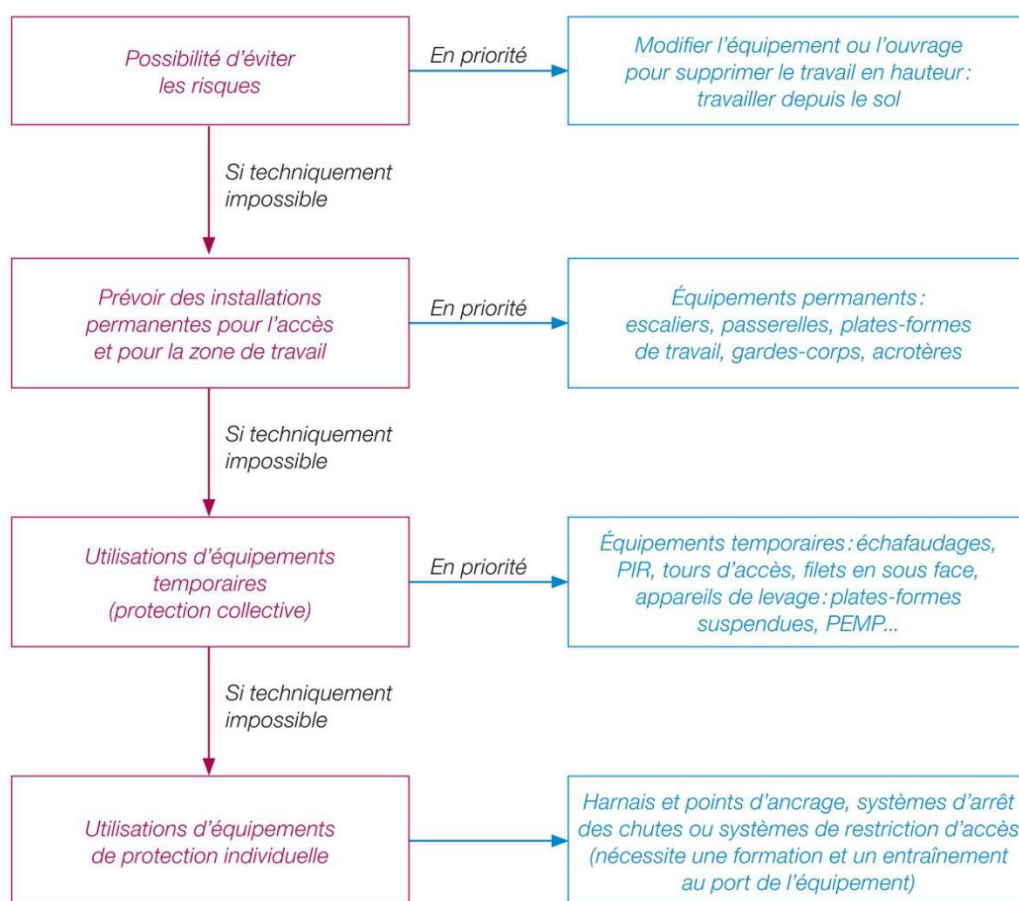 Possibilité d'éviter
les risques
En priorité
Modifier l'équipement ou l'ouvrage
pour supprimer le travail en hauteur :
travailler depuis le sol
Si techniquement
impossible
Prévoir des installations
permanentes pour l'accès
et pour la zone de travail
En priorité
Équipements permanents :
escaliers, passerelles, plates-formes
de travail, gardes-corps, acrotères
Si techniquement
impossible
Utilisations d'équipements
temporaires
(protection collective)
En priorité
Équipements temporaires : échafaudages,
PIR, tours d'accès, filets en sous face,
appareils de levage : plates-formes
suspendues, PEMP...
Si techniquement
impossible
Utilisations d'équipements
de protection individuelle
Harnais et points d'ancrage, systèmes d'arrêt
des chutes ou systèmes de restriction d'accès
(nécessite une formation et un entraînement
au port de l'équipement)